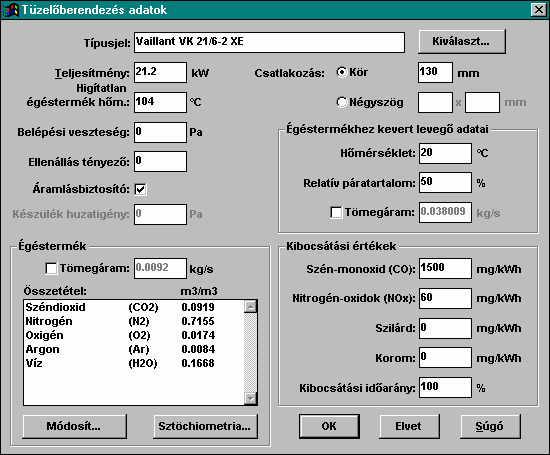 Tüzelőberendezés adatok
Típusjel: Vaillant VK 21/6-2 XE
Kiválaszt...
Teljesítmény: 21.2 kW
Csatlakozás: Kör 130 mm
Hígítatlan
égéstermék hőm.: 104 °C
Négyszög x mm
Belépési veszteség: 0 Pa
Ellenállás tényező: 0
Áramlásbiztosító:
Készülék huzatigény: 0 Pa
Égéstermékhez kevert levegő adatai
Hőmérséklet: 20 °C
Relatív páratartalom: 50 %
Tömegáram: 0.038009 kg/s
Égéstermék
Tömegáram: 0.0092 kg/s
Összetétel: m3/m3
Széndioxid (CO2) 0.0919
Nitrogén (N2) 0.7155
Oxigén (O2) 0.0174
Argon (Ar) 0.0084
Víz (H2O) 0.1668
Módosít...
Sztöchiometria...
Kibocsátási értékek
Szén-monoxid (CO): 1500 mg/kWh
Nitrogén-oxidok (NOx): 60 mg/kWh
Szilárd: 0 mg/kWh
Korom: 0 mg/kWh
Kibocsátási időarány: 100 %
OK
Elvet
Súgó